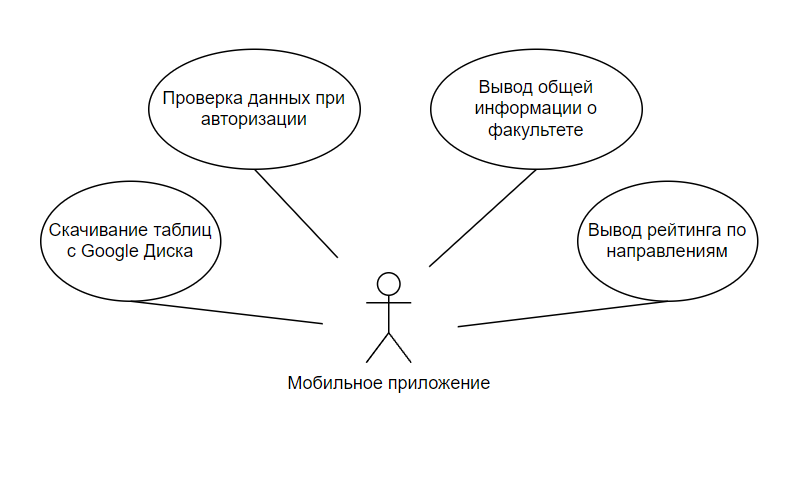 Проверка данных при
авторизации
Вывод общей
информации о
факультете
Скачивание таблиц
с Google Диска
Вывод рейтинга по
направлениям
Мобильное приложение